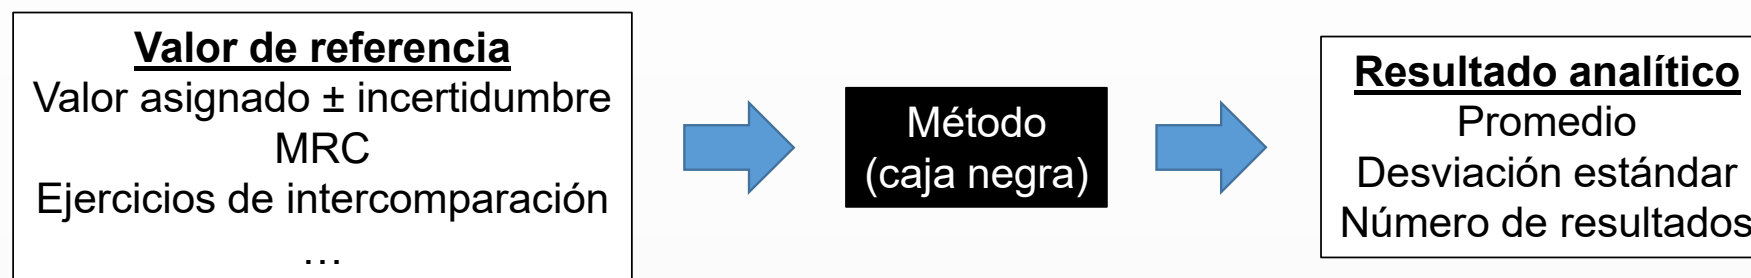 Valor de referencia
Valor asignado ± incertidumbre
MRC
Ejercicios de intercomparación
…
Método
(caja negra)
Resultado analítico
Promedio
Desviación estándar
Número de resultados